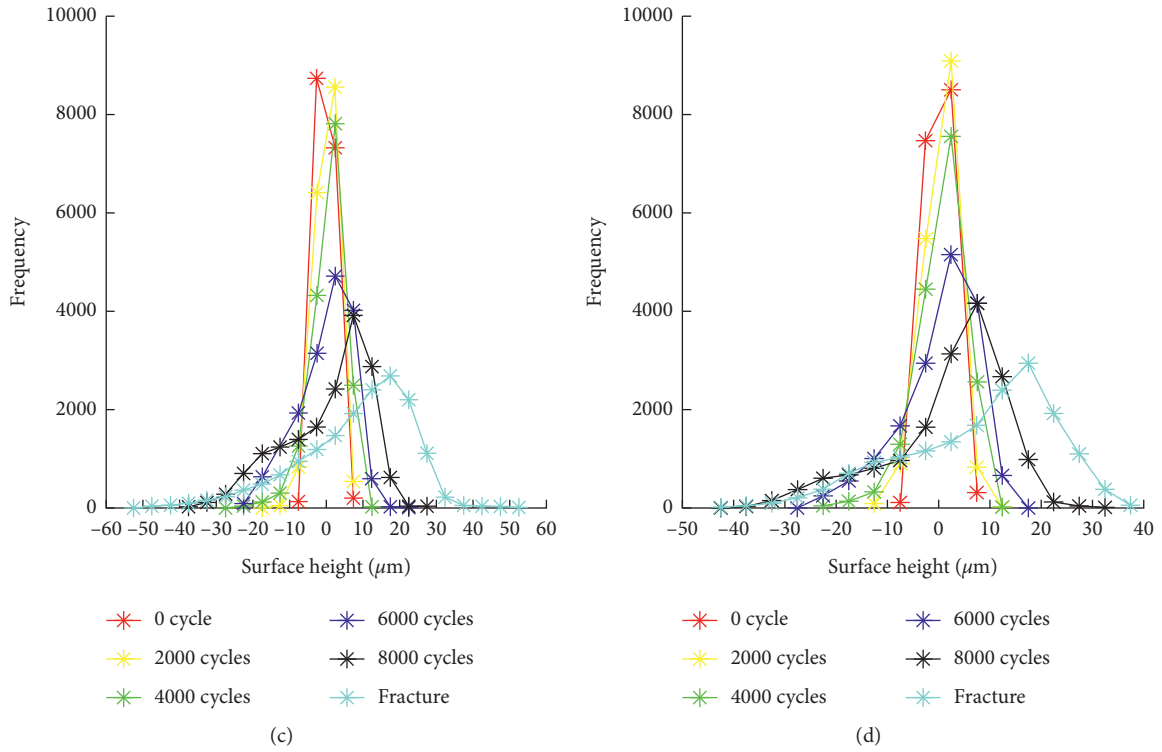 10000
8000
6000
4000
2000
0
Frequency
−60 −50 −40 −30 −20 −10 0 10 20 30 40 50 60
Surface height (μm)
0 cycle
2000 cycles
4000 cycles
6000 cycles
8000 cycles
Fracture
(c)
10000
8000
6000
4000
2000
0
Frequency
−50 −40 −30 −20 −10 0 10 20 30 40
Surface height (μm)
0 cycle
2000 cycles
4000 cycles
6000 cycles
8000 cycles
Fracture
(d)